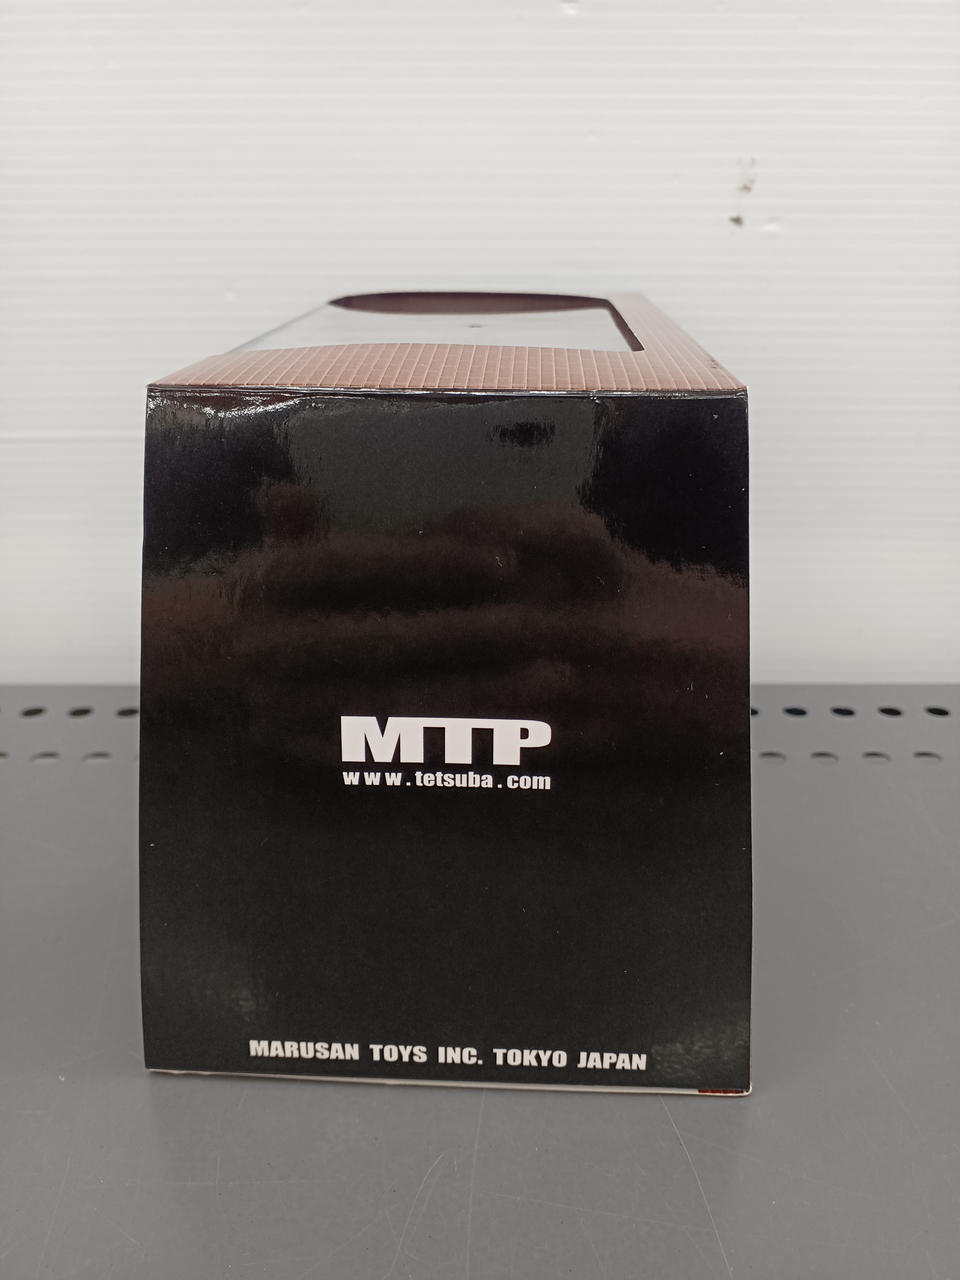 MTP
www.tetsuba.com
MARUSAN TOYS INC. TOKYO JAPAN